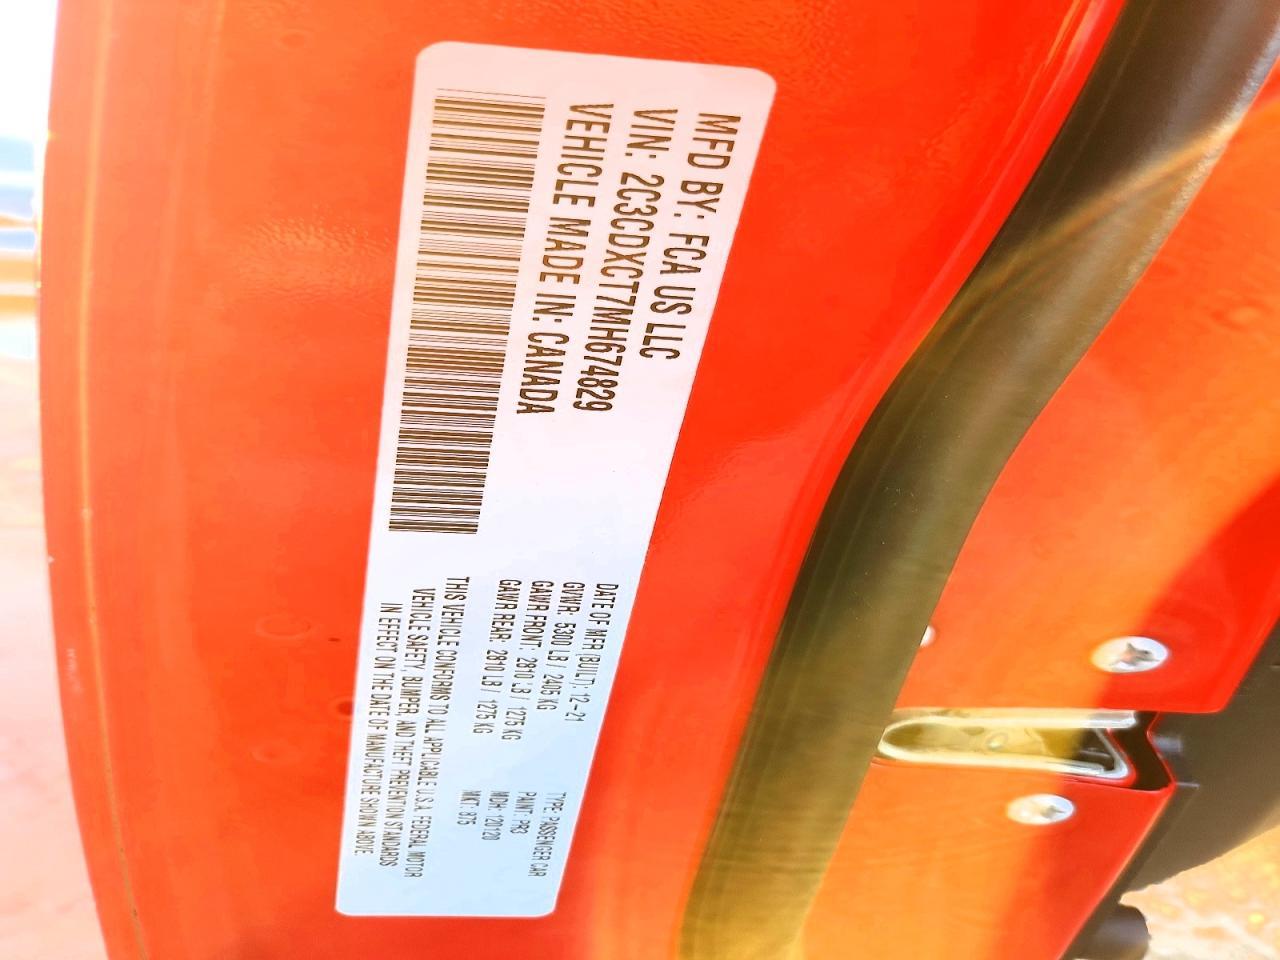 MFD BY: FCA US LLC
VIN: 2C3CDXCT7MH674829
VEHICLE MADE IN: CANADA
DATE OF MFR (BUILT): 12-21
GVWR: 5300 LB / 2405 KG
GAWR FRONT: 2810 LB / 1275 KG
GAWR REAR: 2810 LB / 1275 KG
TYPE: PASSENGER CAR
PAINT: PR3
MDH: 120120
MKT: 875
THIS VEHICLE CONFORMS TO ALL APPLICABLE U.S.A. FEDERAL MOTOR
VEHICLE SAFETY, BUMPER, AND THEFT PREVENTION STANDARDS
IN EFFECT ON THE DATE OF MANUFACTURE SHOWN ABOVE.